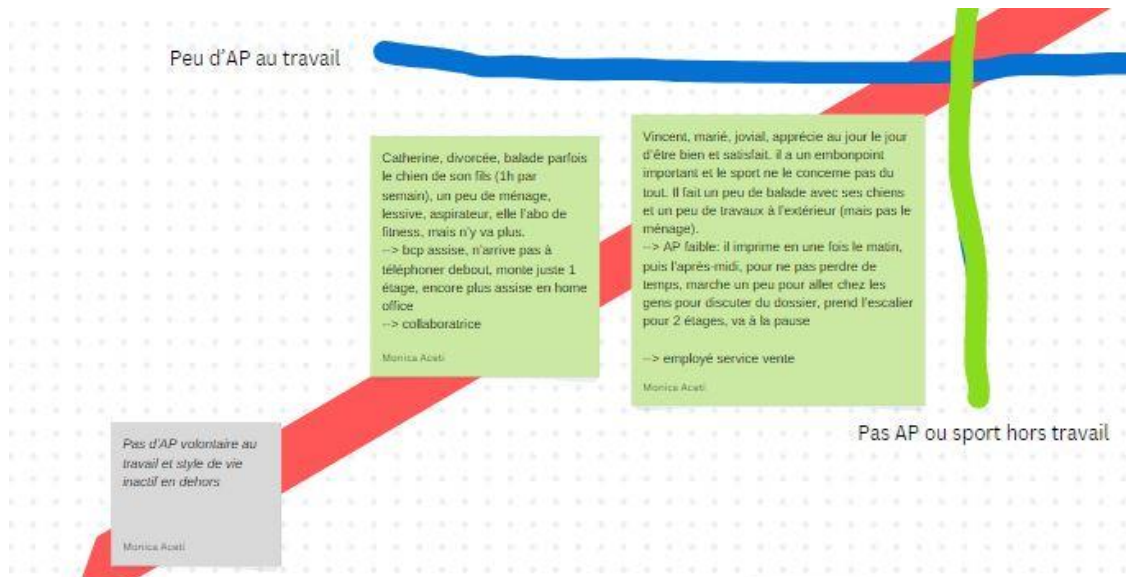 Peu d'AP au travail
Catherine, divorcée, balade parfois
le chien de son fils (1h par
semain), un peu de ménage,
lessive, aspirateur, elle l'abo de
fitness, mais n'y va plus.
--> bcp assise, n'arrive pas à
téléphoner debout, monte juste 1
étage, encore plus assise en home
office
--> collaboratrice
Monica Aceti
Vincent, marié, jovial, apprécie au jour le jour
d'être bien et satisfait. il a un embonpoint
important et le sport ne le concerne pas du
tout. Il fait un peu de balade avec ses chiens
et un peu de travaux à l'extérieur (mais pas le
ménage).
--> AP faible: il imprime en une fois le matin,
puis l'après-midi, pour ne pas perdre de
temps, marche un peu pour aller chez les
gens pour discuter du dossier, prend l'escalier
pour 2 étages, va à la pause
--> employé service vente
Monica Aceti
Pas AP ou sport hors travail
Pas d'AP volontaire au
travail et style de vie
inactif en dehors
Monica Aceti